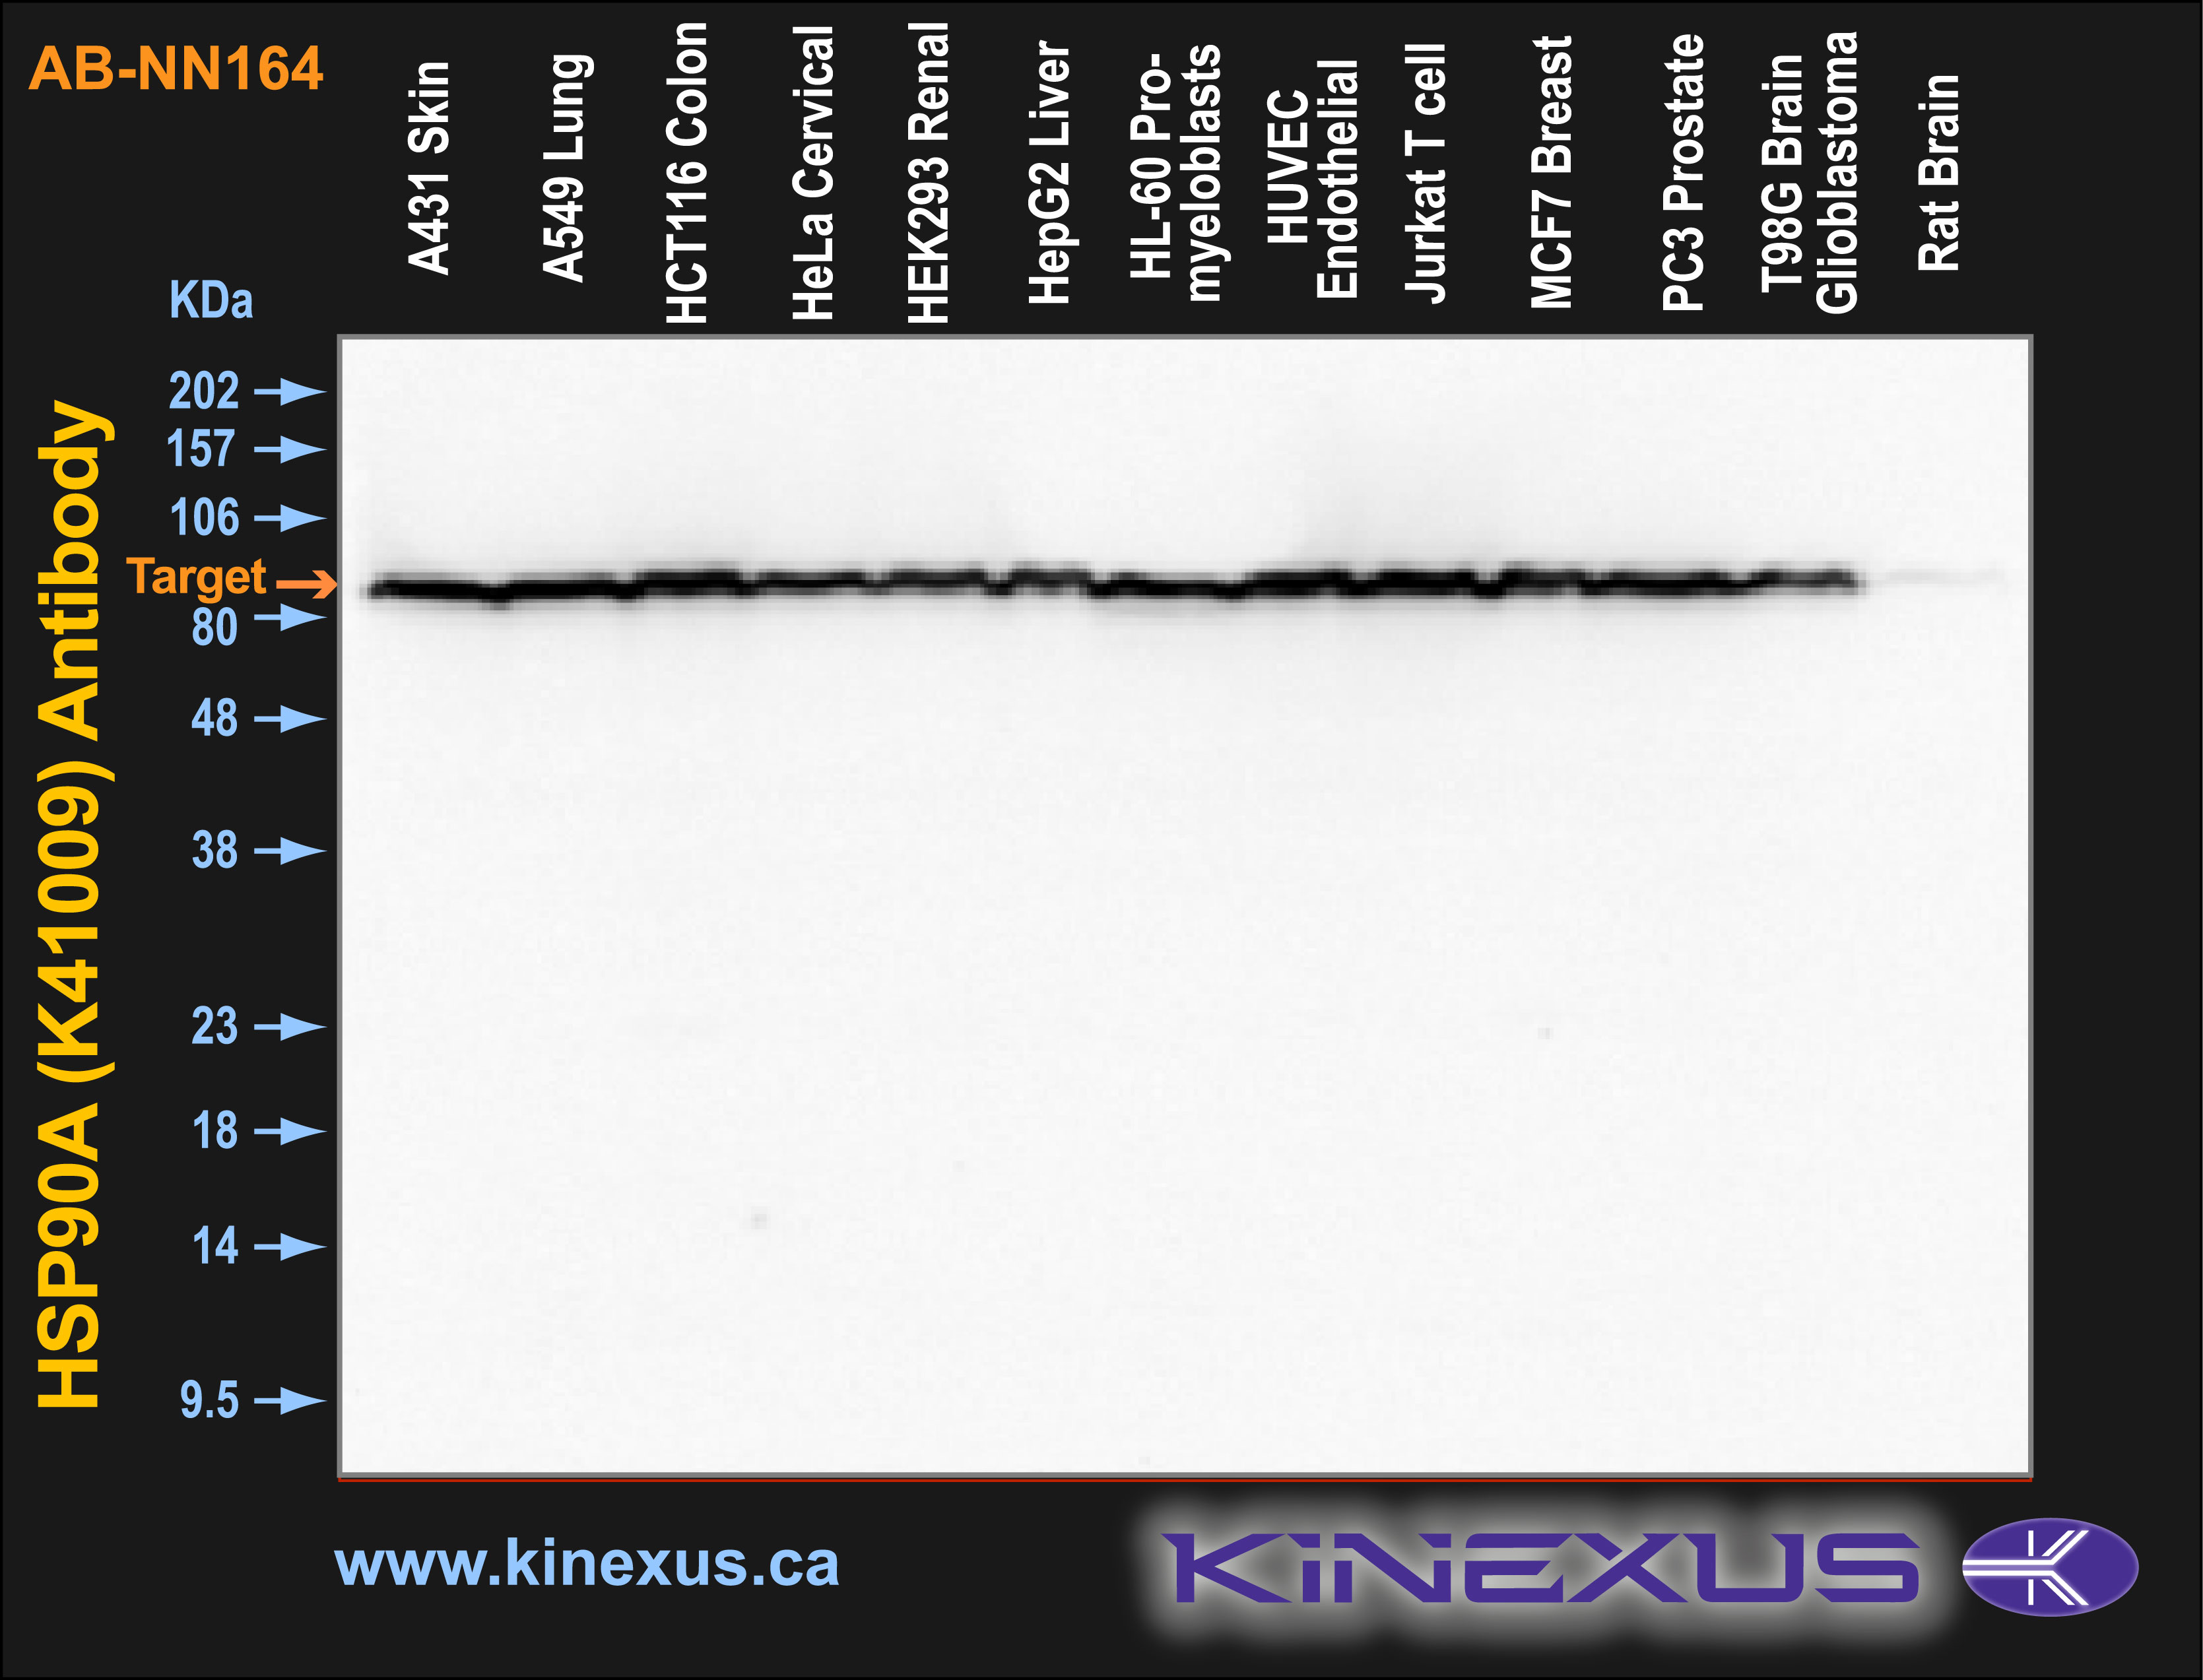 AB-NN164
A431 Skin
A549 Lung
HCT116 Colon
HeLa Cervical
HEK293 Renal
HepG2 Liver
HL-60 Pro-
myeloblasts
HUVEC
Endothelial
Jurkat T cell
MCF7 Breast
PC3 Prostate
T98G Brain
Glioblastoma
Rat Brain
KDa
202
157
106
Target
80
48
38
23
18
14
9.5
HSP90A (K41009) Antibody
www.kinexus.ca
KiNEXUS